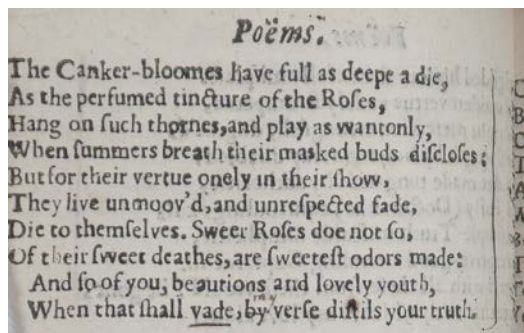 Poëms.
The Canker-bloomes have full as deepe a die,
As the perfumed tincture of the Roſes,
Hang on ſuch thornes, and play as wantonly,
When ſummers breath their masked buds diſcloſes:
But for their vertue onely in their ſhow,
They live unmoov'd, and unreſpected fade,
Die to themſelves. Sweer Roſes doe not ſo,
Of their ſweet deathes, are ſweeteſt odors made:
And ſo of you, beautious and lovely youth,
When that ſhall vade, by verſe diſtils your truth.